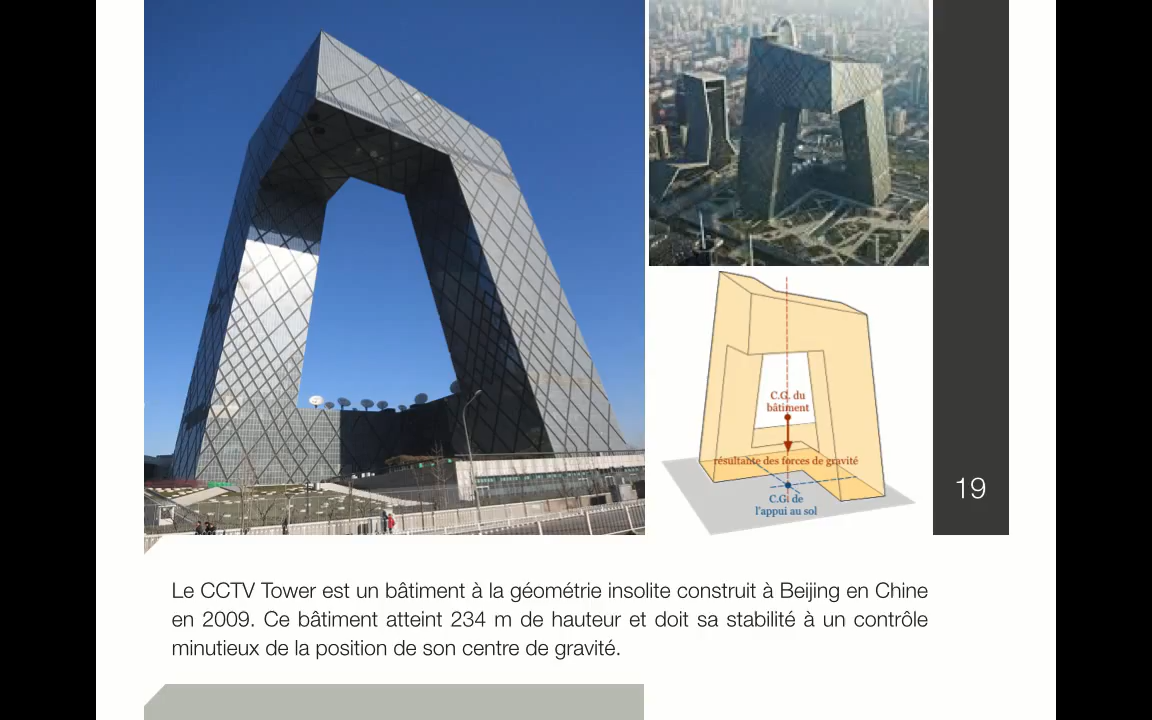 C.G. du
bâtiment
résultante des forces de gravité
C.G. de
l'appui au sol
19
Le CCTV Tower est un bâtiment à la géométrie insolite construit à Beijing en Chine
en 2009. Ce bâtiment atteint 234 m de hauteur et doit sa stabilité à un contrôle
minutieux de la position de son centre de gravité.